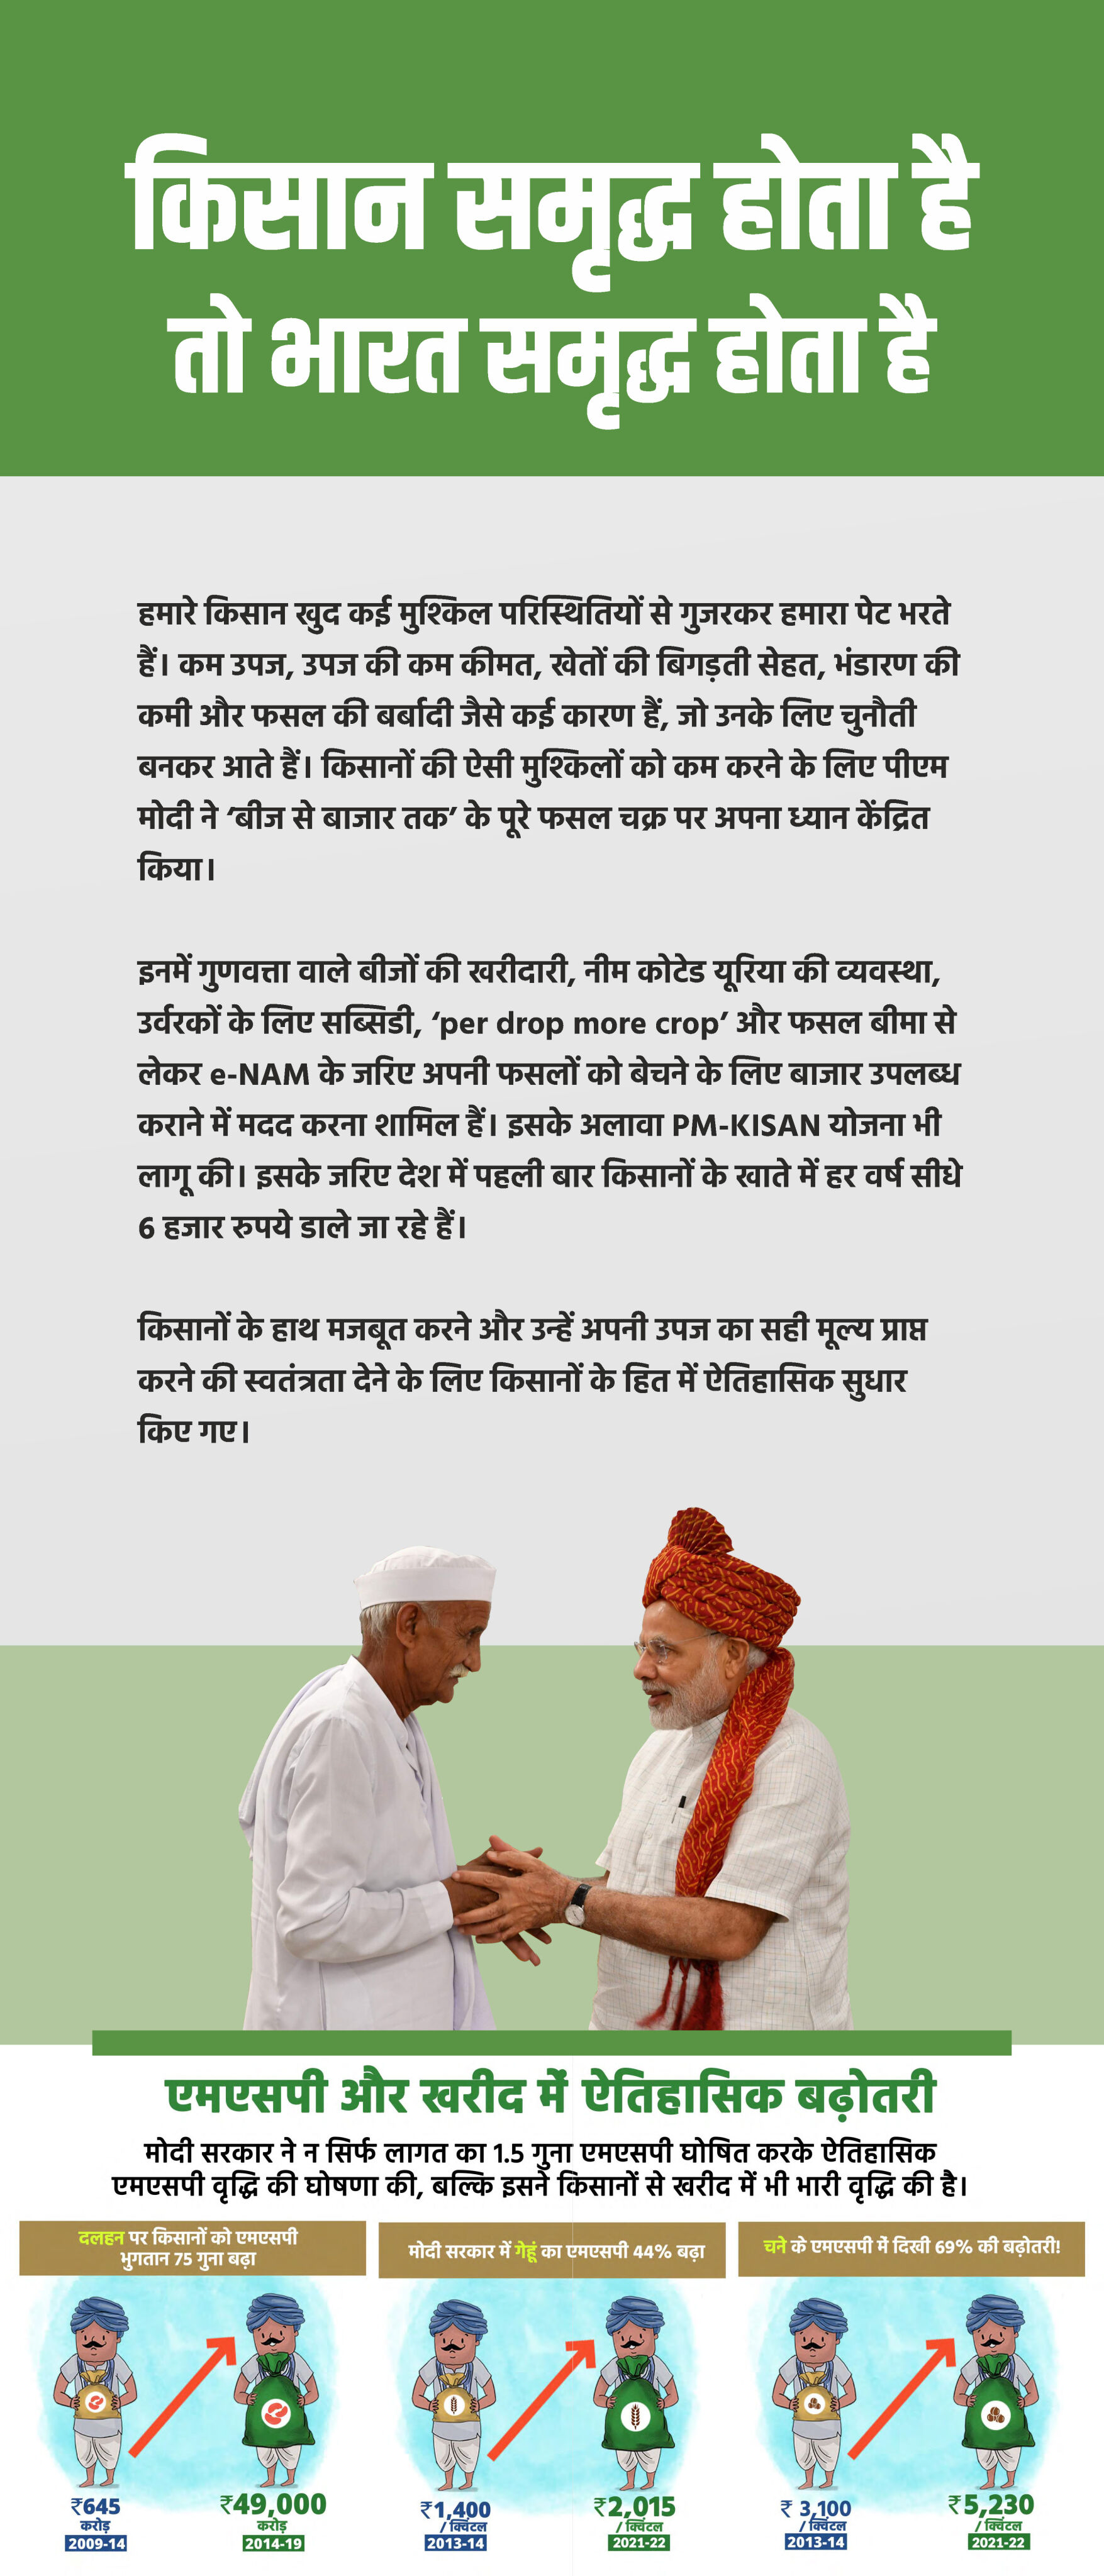 किसान समृद्ध होता है
तो भारत समृद्ध होता है
हमारे किसान खुद कई मुश्किल परिस्थितियों से गुजरकर हमारा पेट भरते
हैं। कम उपज, उपज की कम कीमत, खेतों की बिगड़ती सेहत, भंडारण की
कमी और फसल की बर्बादी जैसे कई कारण हैं, जो उनके लिए चुनौती
बनकर आते हैं। किसानों की ऐसी मुश्किलों को कम करने के लिए पीएम
मोदी ने ‘बीज से बाजार तक’ के पूरे फसल चक्र पर अपना ध्यान केंद्रित
किया।
इनमें गुणवत्ता वाले बीजों की खरीदारी, नीम कोटेड यूरिया की व्यवस्था,
उर्वरकों के लिए सब्सिडी, ‘per drop more crop’ और फसल बीमा से
लेकर e-NAM के जरिए अपनी फसलों को बेचने के लिए बाजार उपलब्ध
कराने में मदद करना शामिल हैं। इसके अलावा PM-KISAN योजना भी
लागू की। इसके जरिए देश में पहली बार किसानों के खाते में हर वर्ष सीधे
6 हजार रुपये डाले जा रहे हैं।
किसानों के हाथ मजबूत करने और उन्हें अपनी उपज का सही मूल्य प्राप्त
करने की स्वतंत्रता देने के लिए किसानों के हित में ऐतिहासिक सुधार
किए गए।
एमएसपी और खरीद में ऐतिहासिक बढ़ोतरी
मोदी सरकार ने न सिर्फ लागत का 1.5 गुना एमएसपी घोषित करके ऐतिहासिक
एमएसपी वृद्धि की घोषणा की, बल्कि इसने किसानों से खरीद में भी भारी वृद्धि की है।
दलहन पर किसानों को एमएसपी
भुगतान 75 गुना बढ़ा
₹645
करोड़
2009-14
₹49,000
करोड़
2014-19
मोदी सरकार में गेहूं का एमएसपी 44% बढ़ा
₹1,400
/ क्विंटल
2013-14
₹2,015
/ क्विंटल
2021-22
चने के एमएसपी में दिखी 69% की बढ़ोतरी!
₹ 3,100
/ क्विंटल
2013-14
₹5,230
/ क्विंटल
2021-22